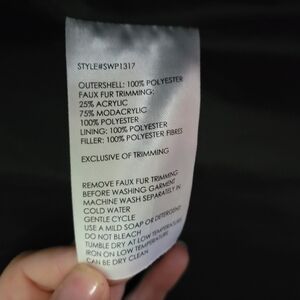 STYLE#SWP1317
OUTERSHELL: 100% POLYESTER
FAUX FUR TRIMMING:
25% ACRYLIC
75% MODACRYLIC
100% POLYESTER
LINING: 100% POLYESTER
FILLER: 100% POLYESTER FIBRES
EXCLUSIVE OF TRIMMING
REMOVE FAUX FUR TRIMMING
BEFORE WASHING GARMENT
MACHINE WASH SEPARATELY IN
COLD WATER
GENTLE CYCLE
USE A MILD SOAP OR DETERGENT
DO NOT BLEACH
TUMBLE DRY AT LOW TEMPERATURE
IRON ON LOW TEMPERATURE
CAN BE DRY CLEAN